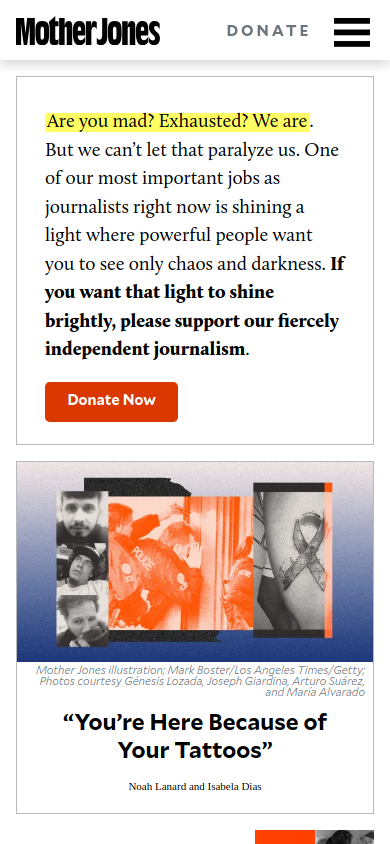 Mother Jones
DONATE
Are you mad? Exhausted? We are.
But we can’t let that paralyze us. One
of our most important jobs as
journalists right now is shining a
light where powerful people want
you to see only chaos and darkness. If
you want that light to shine
brightly, please support our fiercely
independent journalism.
Donate Now
POLICE
ICE
Mother Jones illustration; Mark Boster/Los Angeles Times/Getty;
Photos courtesy Génesis Lozada, Joseph Giardina, Arturo Suárez,
and María Alvarado
“You’re Here Because of
Your Tattoos”
Noah Lanard and Isabela Dias